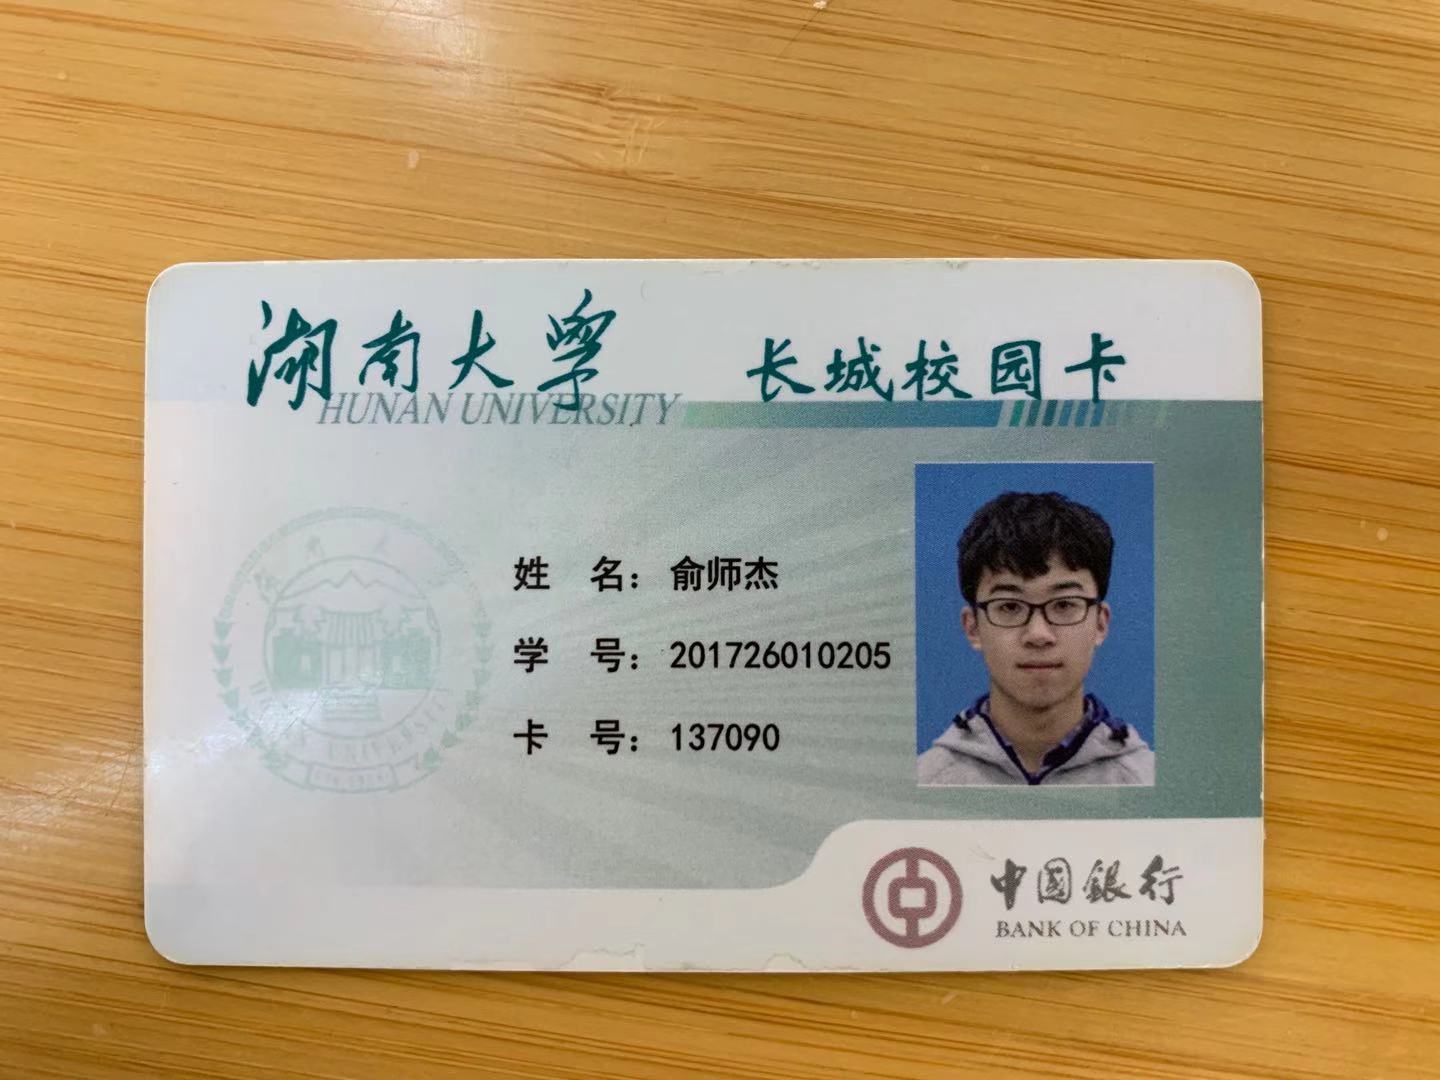 湖南大學 长城校园卡
HUNAN UNIVERSITY
姓 名：俞师杰
学 号：201726010205
卡 号：137090
中国銀行
BANK OF CHINA